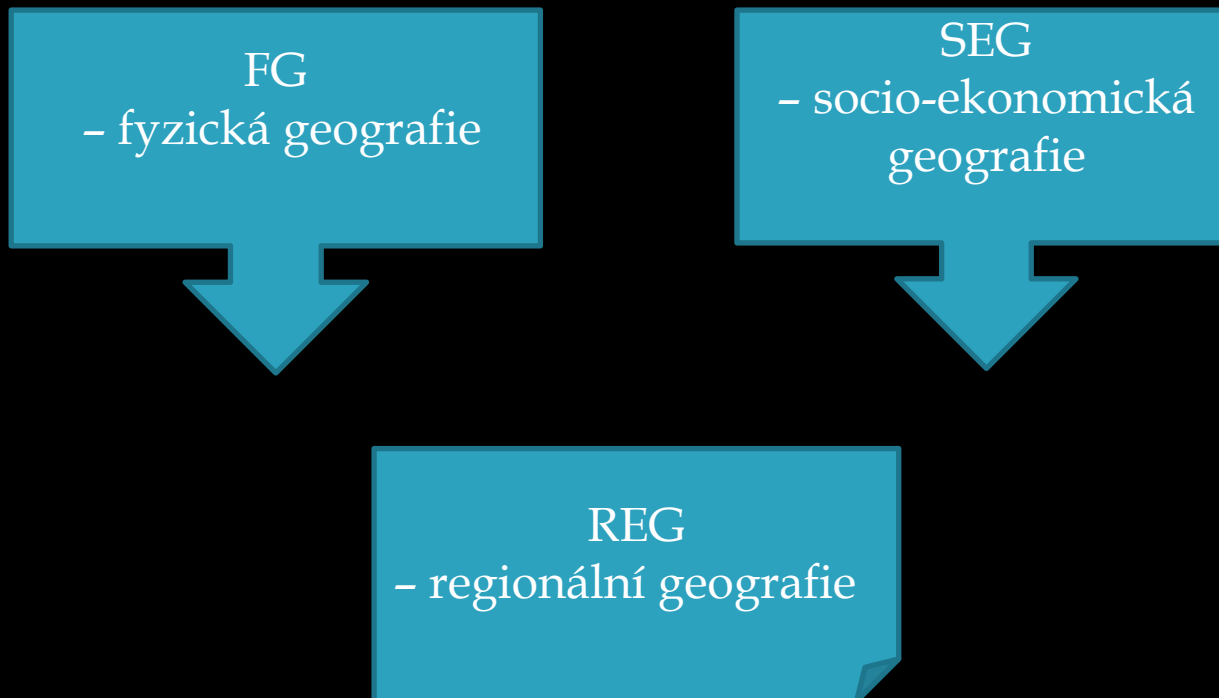 FG
– fyzická geografie
SEG
– socio-ekonomická
geografie
REG
– regionální geografie